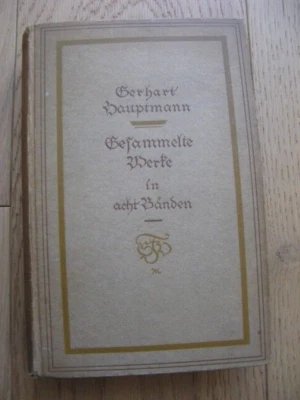 Gerhart
Hauptmann
Gesammelte
Werke
in
acht Bänden